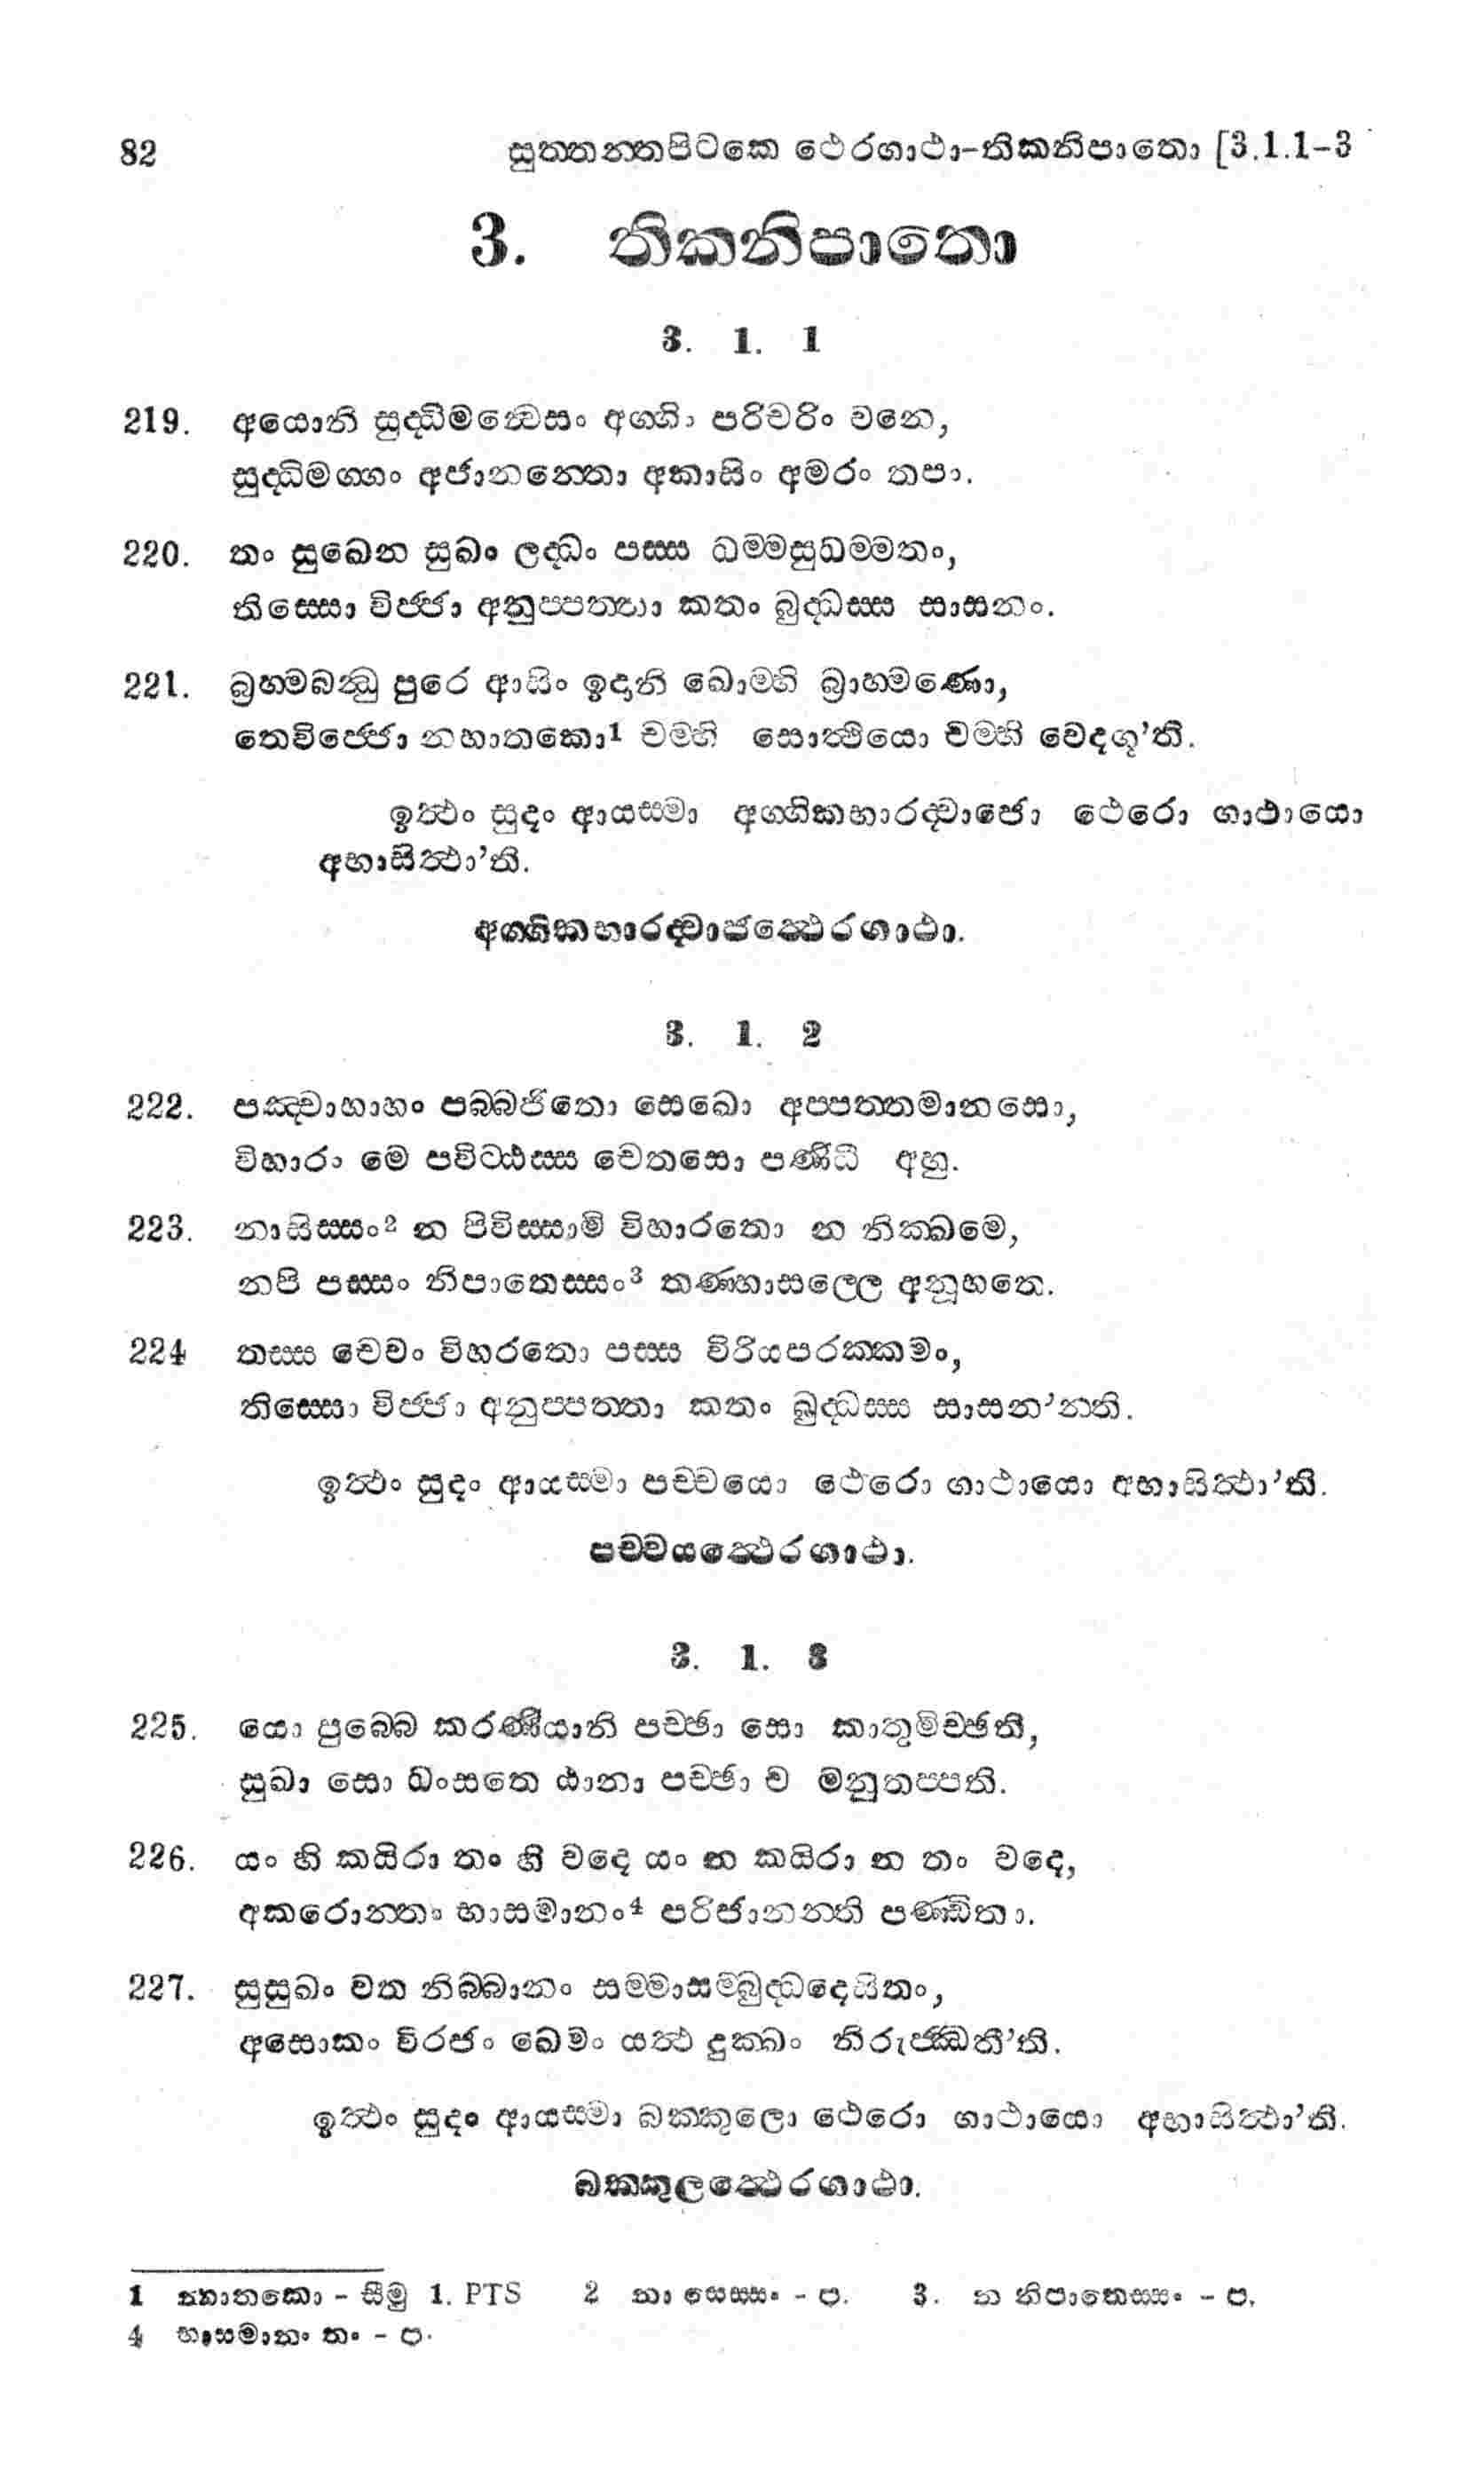 82 සුත්තන්තපිටකෙ ථෙරගාථා-තිකනිපාතො [3.1.1-3
3. තිකනිපාතො
3. 1. 1
219. අයොනි සුද්ධිමන්වෙසං අග්ගිං පරිචරිං වනෙ,
සුද්ධිමග්ගං අජානන්තො අකාසිං අමරං තපං.
220. තං සුඛෙන සුඛං ලද්ධං පස්ස ධම්මසුධම්මතං,
තිස්සො විජ්ජා අනුප්පත්තා කතං බුද්ධස්ස සාසනං.
221. බ්‍රහ්මබන්ධු පුරෙ ආසිං ඉදානි ඛොම්හි බ්‍රාහ්මණො,
තෙවිජ්ජො නහාතකො1 චම්හි සොත්ථියො චම්හි වෙදගූ'ති.
ඉත්ථං සුදං ආයස්මා අග්ගිකභාරද්වාජො ථෙරො ගාථායො
අභාසිත්ථා'ති.
අග්ගිකභාරද්වාජත්ථෙරගාථා.
3. 1. 2
222. පඤ්චාහාහං පබ්බජිතො සෙඛො අප්පත්තමානසො,
විහාරං මෙ පවිට්ඨස්ස චෙතසො පණිධි අහු.
223. නාසිස්සං2 න පිවිස්සාමි විහාරතො න නික්ඛමෙ,
නපි පස්සං නිපාතෙස්සං3 තණ්හාසල්ලෙ අනූහතෙ.
224 තස්ස චෙවං විහරතො පස්ස විරියපරක්කමං,
තිස්සො විජ්ජා අනුප්පත්තා කතං බුද්ධස්ස සාසන'න්ති.
ඉත්ථං සුදං ආයස්මා පච්චයො ථෙරො ගාථායො අභාසිත්ථා'ති.
පච්චයත්ථෙරගාථා.
3. 1. 3
225. යො පුබ්බෙ කරණීයානි පච්ඡා සො කාතුමිච්ඡති,
සුඛා සො ධංසතෙ ඨානා පච්ඡා ච මනුතප්පති.
226. යං හි කයිරා තං හි වදෙ යං න කයිරා න තං වදෙ,
අකරොන්තං භාසමානං4 පරිජානන්ති පණ්ඩිතා.
227. සුසුඛං වත නිබ්බානං සම්මාසම්බුද්ධදෙසිතං,
අසොකං විරජං ඛෙමං යත්ථ දුක්ඛං නිරුජ්ඣතී'ති.
ඉත්ථං සුදං ආයස්මා බක්කුලො ථෙරො ගාථායො අභාසිත්ථා'ති.
බක්කුලත්ථෙරගාථා.
1 න්හාතකො - සීමු 1. PTS 2 නා සෙස්සං - ප. 3. න නිපාතෙස්සං - ප.
4 භාසමානං තං - ප.